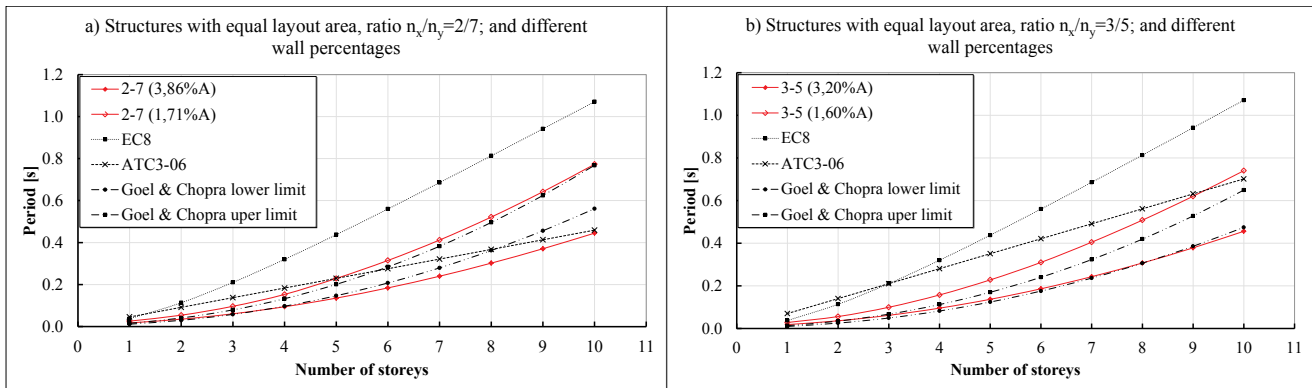 a) Structures with equal layout area, ratio nx/ny=2/7; and different
wall percentages
Period [s]
1.2
1.0
0.8
0.6
0.4
0.2
0.0
2-7 (3,86%A)
2-7 (1,71%A)
EC8
ATC3-06
Goel & Chopra lower limit
Goel & Chopra uper limit
0 1 2 3 4 5 6 7 8 9 10 11
Number of storeys
b) Structures with equal layout area, ratio nx/ny=3/5; and different
wall percentages
Period [s]
1.2
1.0
0.8
0.6
0.4
0.2
0.0
3-5 (3,20%A)
3-5 (1,60%A)
EC8
ATC3-06
Goel & Chopra lower limit
Goel & Chopra uper limit
0 1 2 3 4 5 6 7 8 9 10 11
Number of storeys